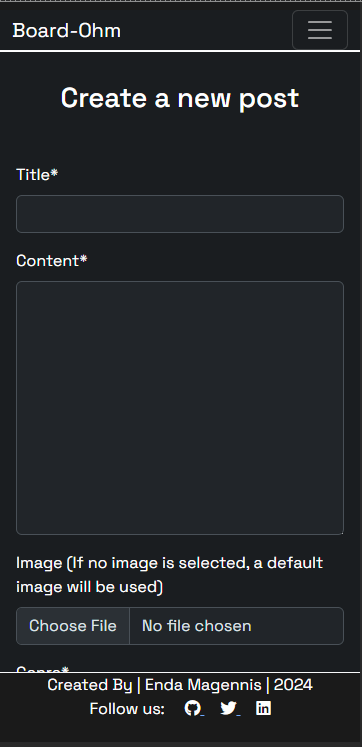 Board-Ohm
Create a new post
Title*
Content*
Image (If no image is selected, a default
image will be used)
Choose File No file chosen
Genre*
Created By | Enda Magennis | 2024
Follow us: